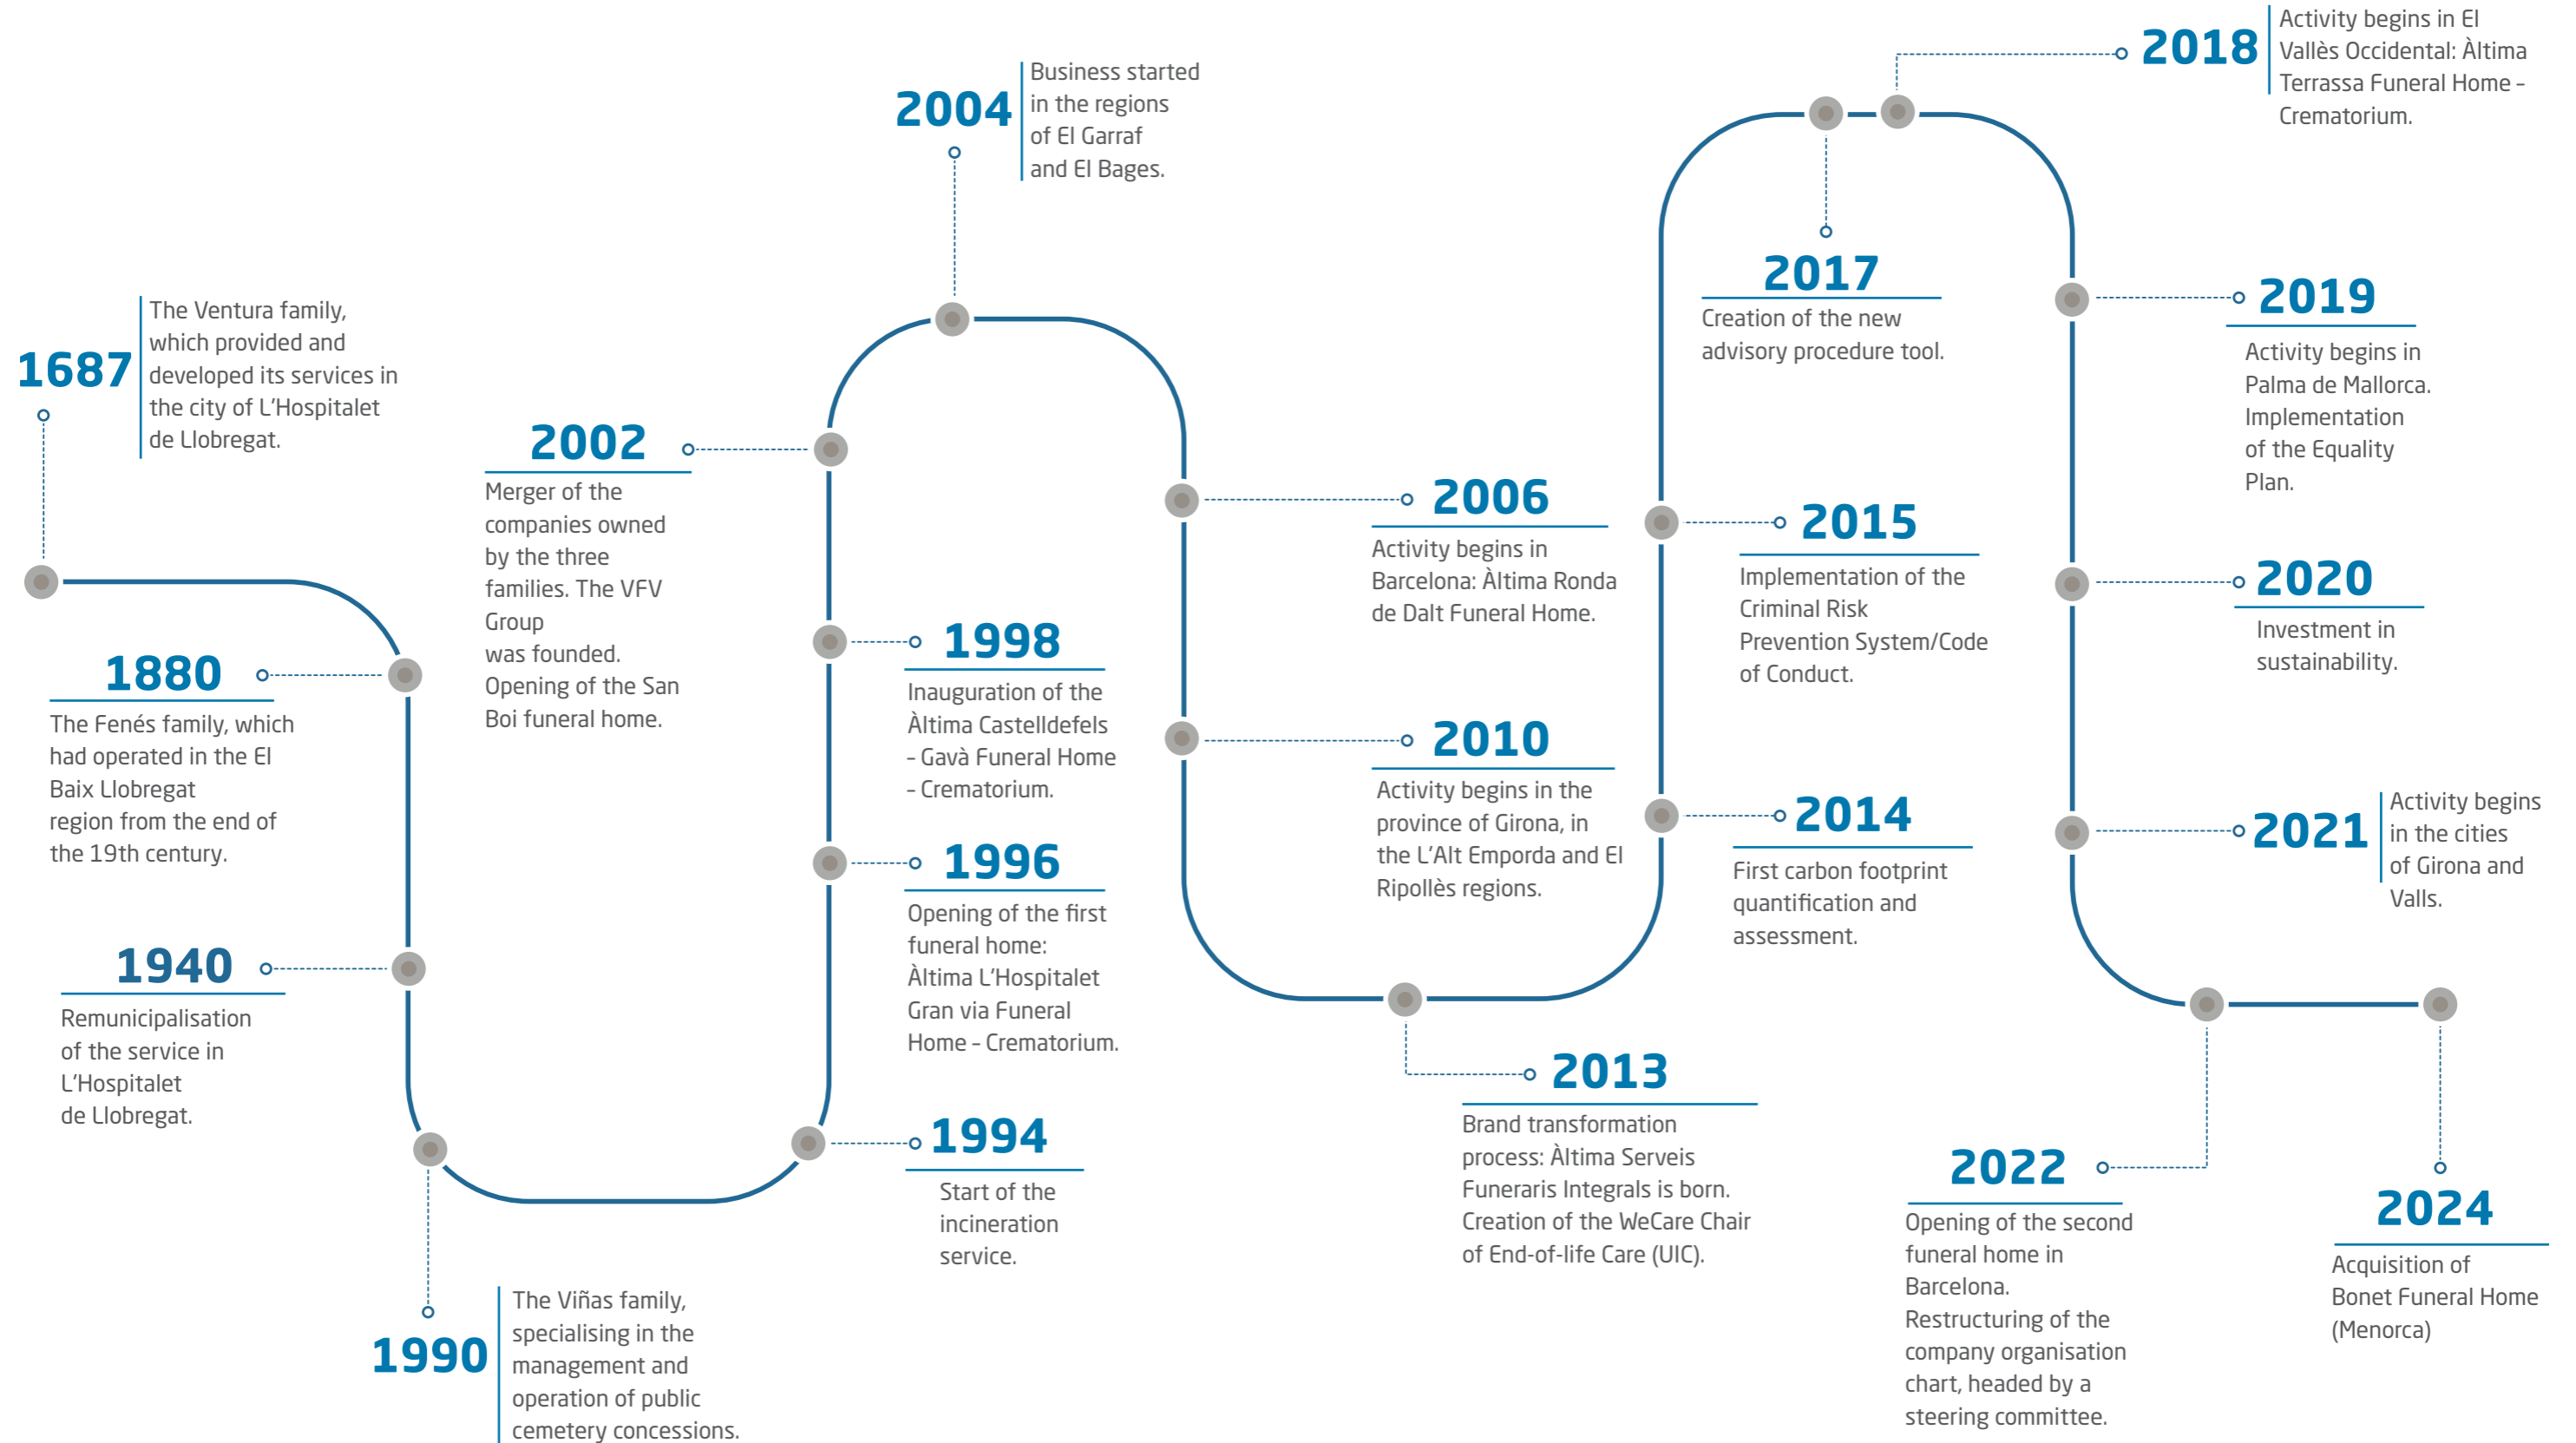 1687
The Ventura family,
which provided and
developed its services in
the city of L'Hospitalet
de Llobregat.
1880
The Fenés family, which
had operated in the El
Baix Llobregat
region from the end of
the 19th century.
1940
Remunicipalisation
of the service in
L'Hospitalet
de Llobregat.
1990
The Viñas family,
specialising in the
management and
operation of public
cemetery concessions.
1994
Start of the
incineration
service.
1996
Opening of the first
funeral home:
Àltima L'Hospitalet
Gran via Funeral
Home – Crematorium.
1998
Inauguration of the
Àltima Castelldefels
– Gavà Funeral Home
– Crematorium.
2002
Merger of the
companies owned
by the three
families. The VFV
Group
was founded.
Opening of the San
Boi funeral home.
2004
Business started
in the regions
of El Garraf
and El Bages.
2006
Activity begins in
Barcelona: Àltima Ronda
de Dalt Funeral Home.
2010
Activity begins in the
province of Girona, in
the L'Alt Emporda and El
Ripollès regions.
2013
Brand transformation
process: Àltima Serveis
Funeraris Integrals is born.
Creation of the WeCare Chair
of End-of-life Care (UIC).
2014
First carbon footprint
quantification and
assessment.
2015
Implementation of the
Criminal Risk
Prevention System/Code
of Conduct.
2017
Creation of the new
advisory procedure tool.
2018
Activity begins in El
Vallès Occidental: Àltima
Terrassa Funeral Home –
Crematorium.
2019
Activity begins in
Palma de Mallorca.
Implementation
of the Equality
Plan.
2020
Investment in
sustainability.
2021
Activity begins
in the cities
of Girona and
Valls.
2022
Opening of the second
funeral home in
Barcelona.
Restructuring of the
company organisation
chart, headed by a
steering committee.
2024
Acquisition of
Bonet Funeral Home
(Menorca)